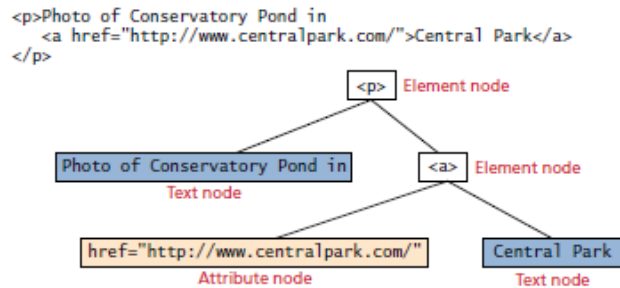 <p>Photo of Conservatory Pond in
<a href="http://www.centralpark.com/">Central Park</a>
</p>
<p> Element node
Photo of Conservatory Pond in
<a> Element node
Text node
href="http://www.centralpark.com/"
Central Park
Attribute node
Text node